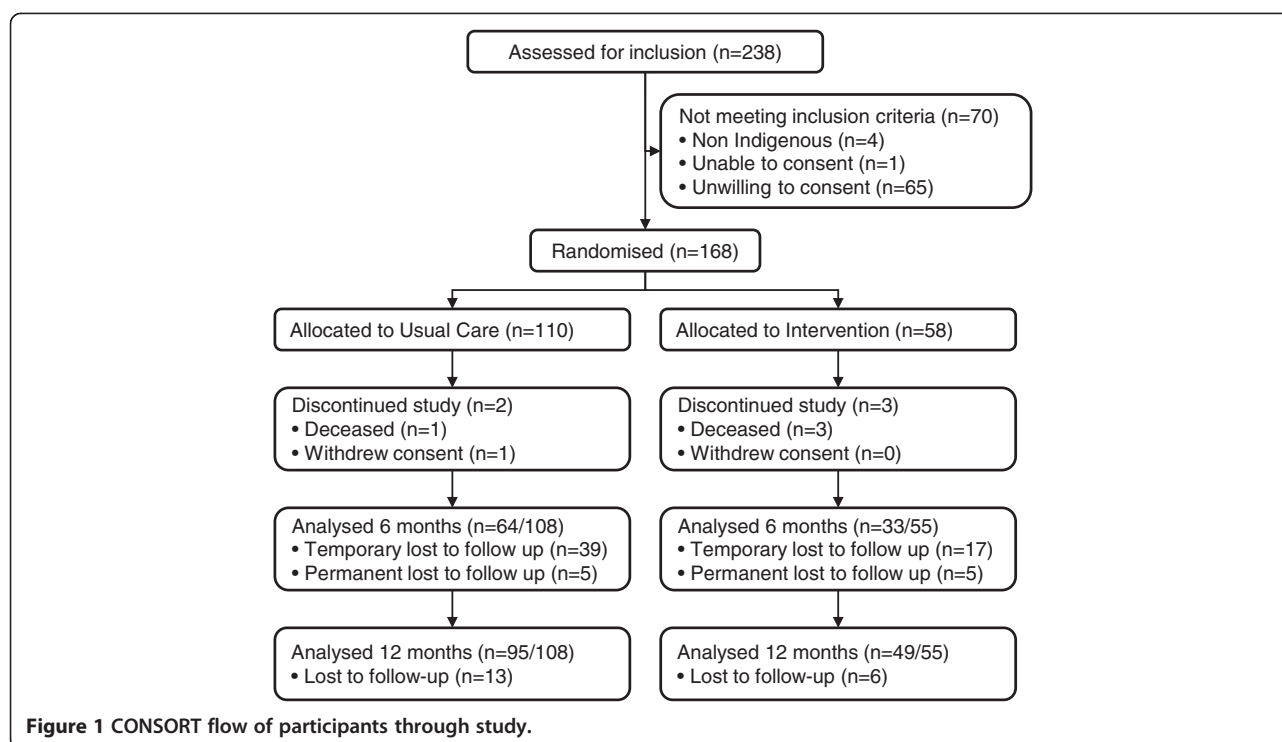 Assessed for inclusion (n=238)
Not meeting inclusion criteria (n=70)
• Non Indigenous (n=4)
• Unable to consent (n=1)
• Unwilling to consent (n=65)
Randomised (n=168)
Allocated to Usual Care (n=110)
Allocated to Intervention (n=58)
Discontinued study (n=2)
• Deceased (n=1)
• Withdrew consent (n=1)
Discontinued study (n=3)
• Deceased (n=3)
• Withdrew consent (n=0)
Analysed 6 months (n=64/108)
• Temporary lost to follow up (n=39)
• Permanent lost to follow up (n=5)
Analysed 6 months (n=33/55)
• Temporary lost to follow up (n=17)
• Permanent lost to follow up (n=5)
Analysed 12 months (n=95/108)
• Lost to follow-up (n=13)
Analysed 12 months (n=49/55)
• Lost to follow-up (n=6)
Figure 1 CONSORT flow of participants through study.